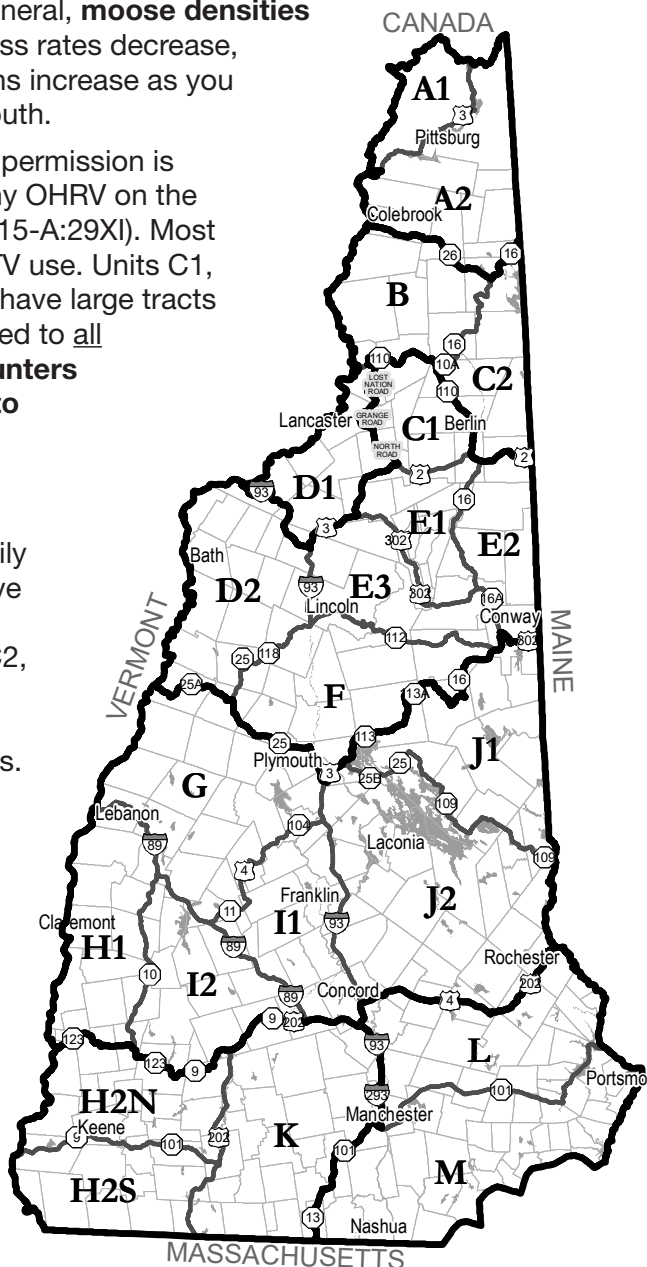 neral, moose densities
ss rates decrease,
ns increase as you
outh.
permission is
ny OHRV on the
15-A:29XI). Most
TV use. Units C1,
have large tracts
ed to all
unters
to
ily
ve
C2,
s.
CANADA
A1
3
Pittsburg
A2
Colebrook
26
16
B
16
110
10A
C2
LOST
NATION
ROAD
110
Lancaster
GRANGE
ROAD
C1
Berlin
NORTH
ROAD
2
2
93
D1
16
3
E1
302
E2
Bath
D2
93
E3
Lincoln
302
16A
Conway
302
VERMONT
MAINE
112
25
118
25A
F
16
113A
113
25
Plymouth
3
25B
25
J1
G
109
Lebanon
104
89
Laconia
109
4
Franklin
J2
11
I1
93
Claremont
H1
89
10
I2
Rochester
202
89
Concord
4
9
202
123
93
L
123
9
Portsmo
H2N
293
101
Keene
9
101
202
K
Manchester
101
M
H2S
13
Nashua
MASSACHUSETTS